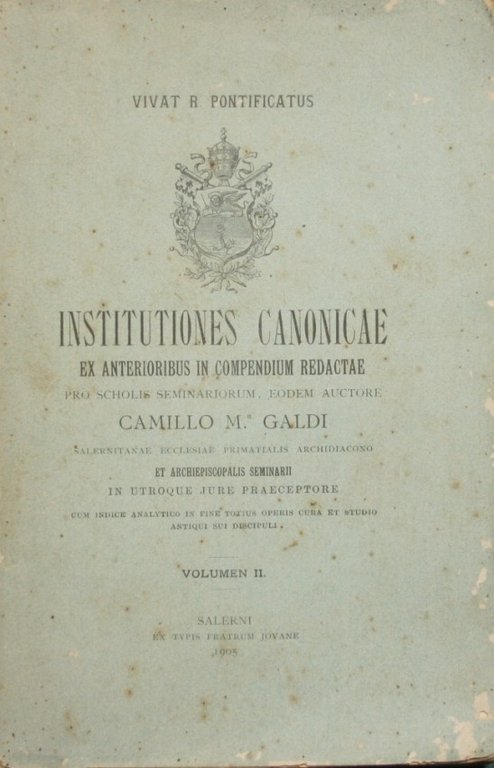 VIVAT R. PONTIFICATUS
INSTITUTIONES CANONICAE
EX ANTERIORIBUS IN COMPENDIUM REDACTAE
PRO SCHOLIS SEMINARIORUM, EODEM AUCTORE
CAMILLO M.ª GALDI
SALERNITANAE ECCLESIAE PRIMATIALIS ARCHIDIACONO
ET ARCHIEPISCOPALIS SEMINARII
IN UTROQUE JURE PRAECEPTORE
CUM INDICE ANALYTICO IN FINE TOTIUS OPERIS CURA ET STUDIO
ANTIQUI SUI DISCIPULI.
VOLUMEN II.
SALERNI
EX TYPIS FRATRUM JOVANE
1905